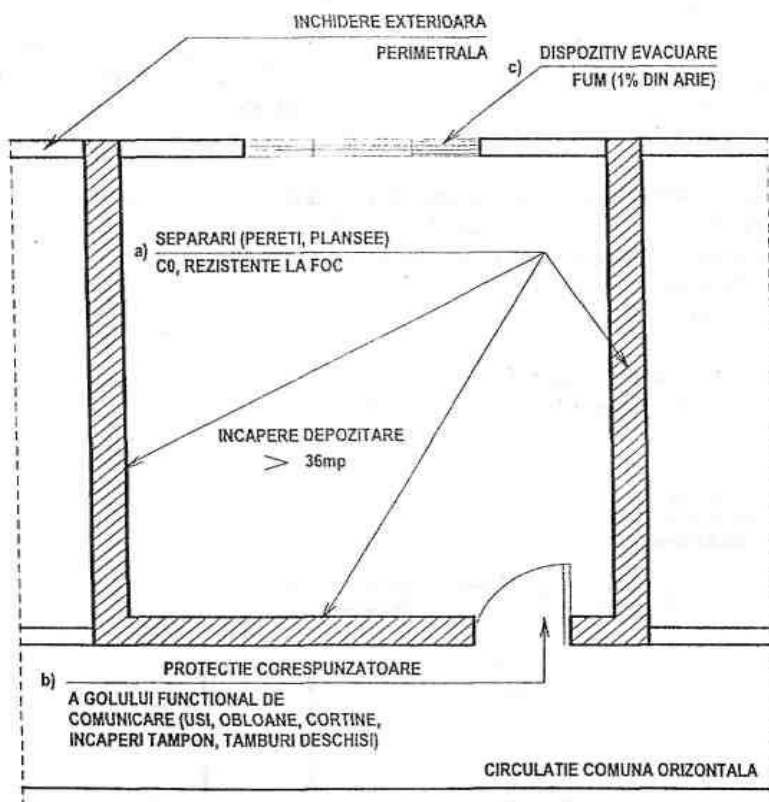 INCHIDERE EXTERIOARA
PERIMETRALA
c) DISPOZITIV EVACUARE
FUM (1% DIN ARIE)
a) SEPARARI (PERETI, PLANSEE)
C0, REZISTENTE LA FOC
INCAPERE DEPOZITARE
> 36mp
b) PROTECTIE CORESPUNZATOARE
A GOLULUI FUNCTIONAL DE
COMUNICARE (USI, OBLOANE, CORTINE,
INCAPERI TAMPON, TAMBURI DESCHISI)
CIRCULATIE COMUNA ORIZONTALA